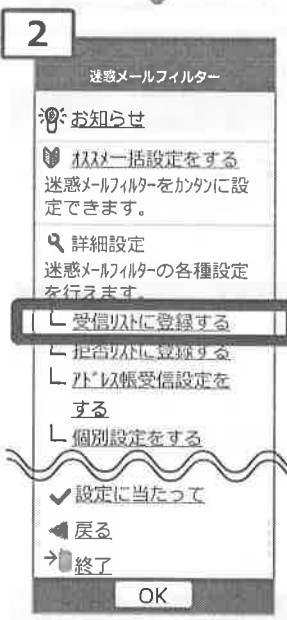 2
迷惑メールフィルター
お知らせ
ｵｽｽﾒ一括設定をする
迷惑ﾒｰﾙﾌｨﾙﾀｰをｶﾝﾀﾝに設
定できます。
詳細設定
迷惑ﾒｰﾙﾌｨﾙﾀｰの各種設定
を行えます。
受信ﾘｽﾄに登録する
拒否ﾘｽﾄに登録する
ｱﾄﾞﾚｽ帳受信設定を
する
個別設定をする
設定に当たって
戻る
終了
OK